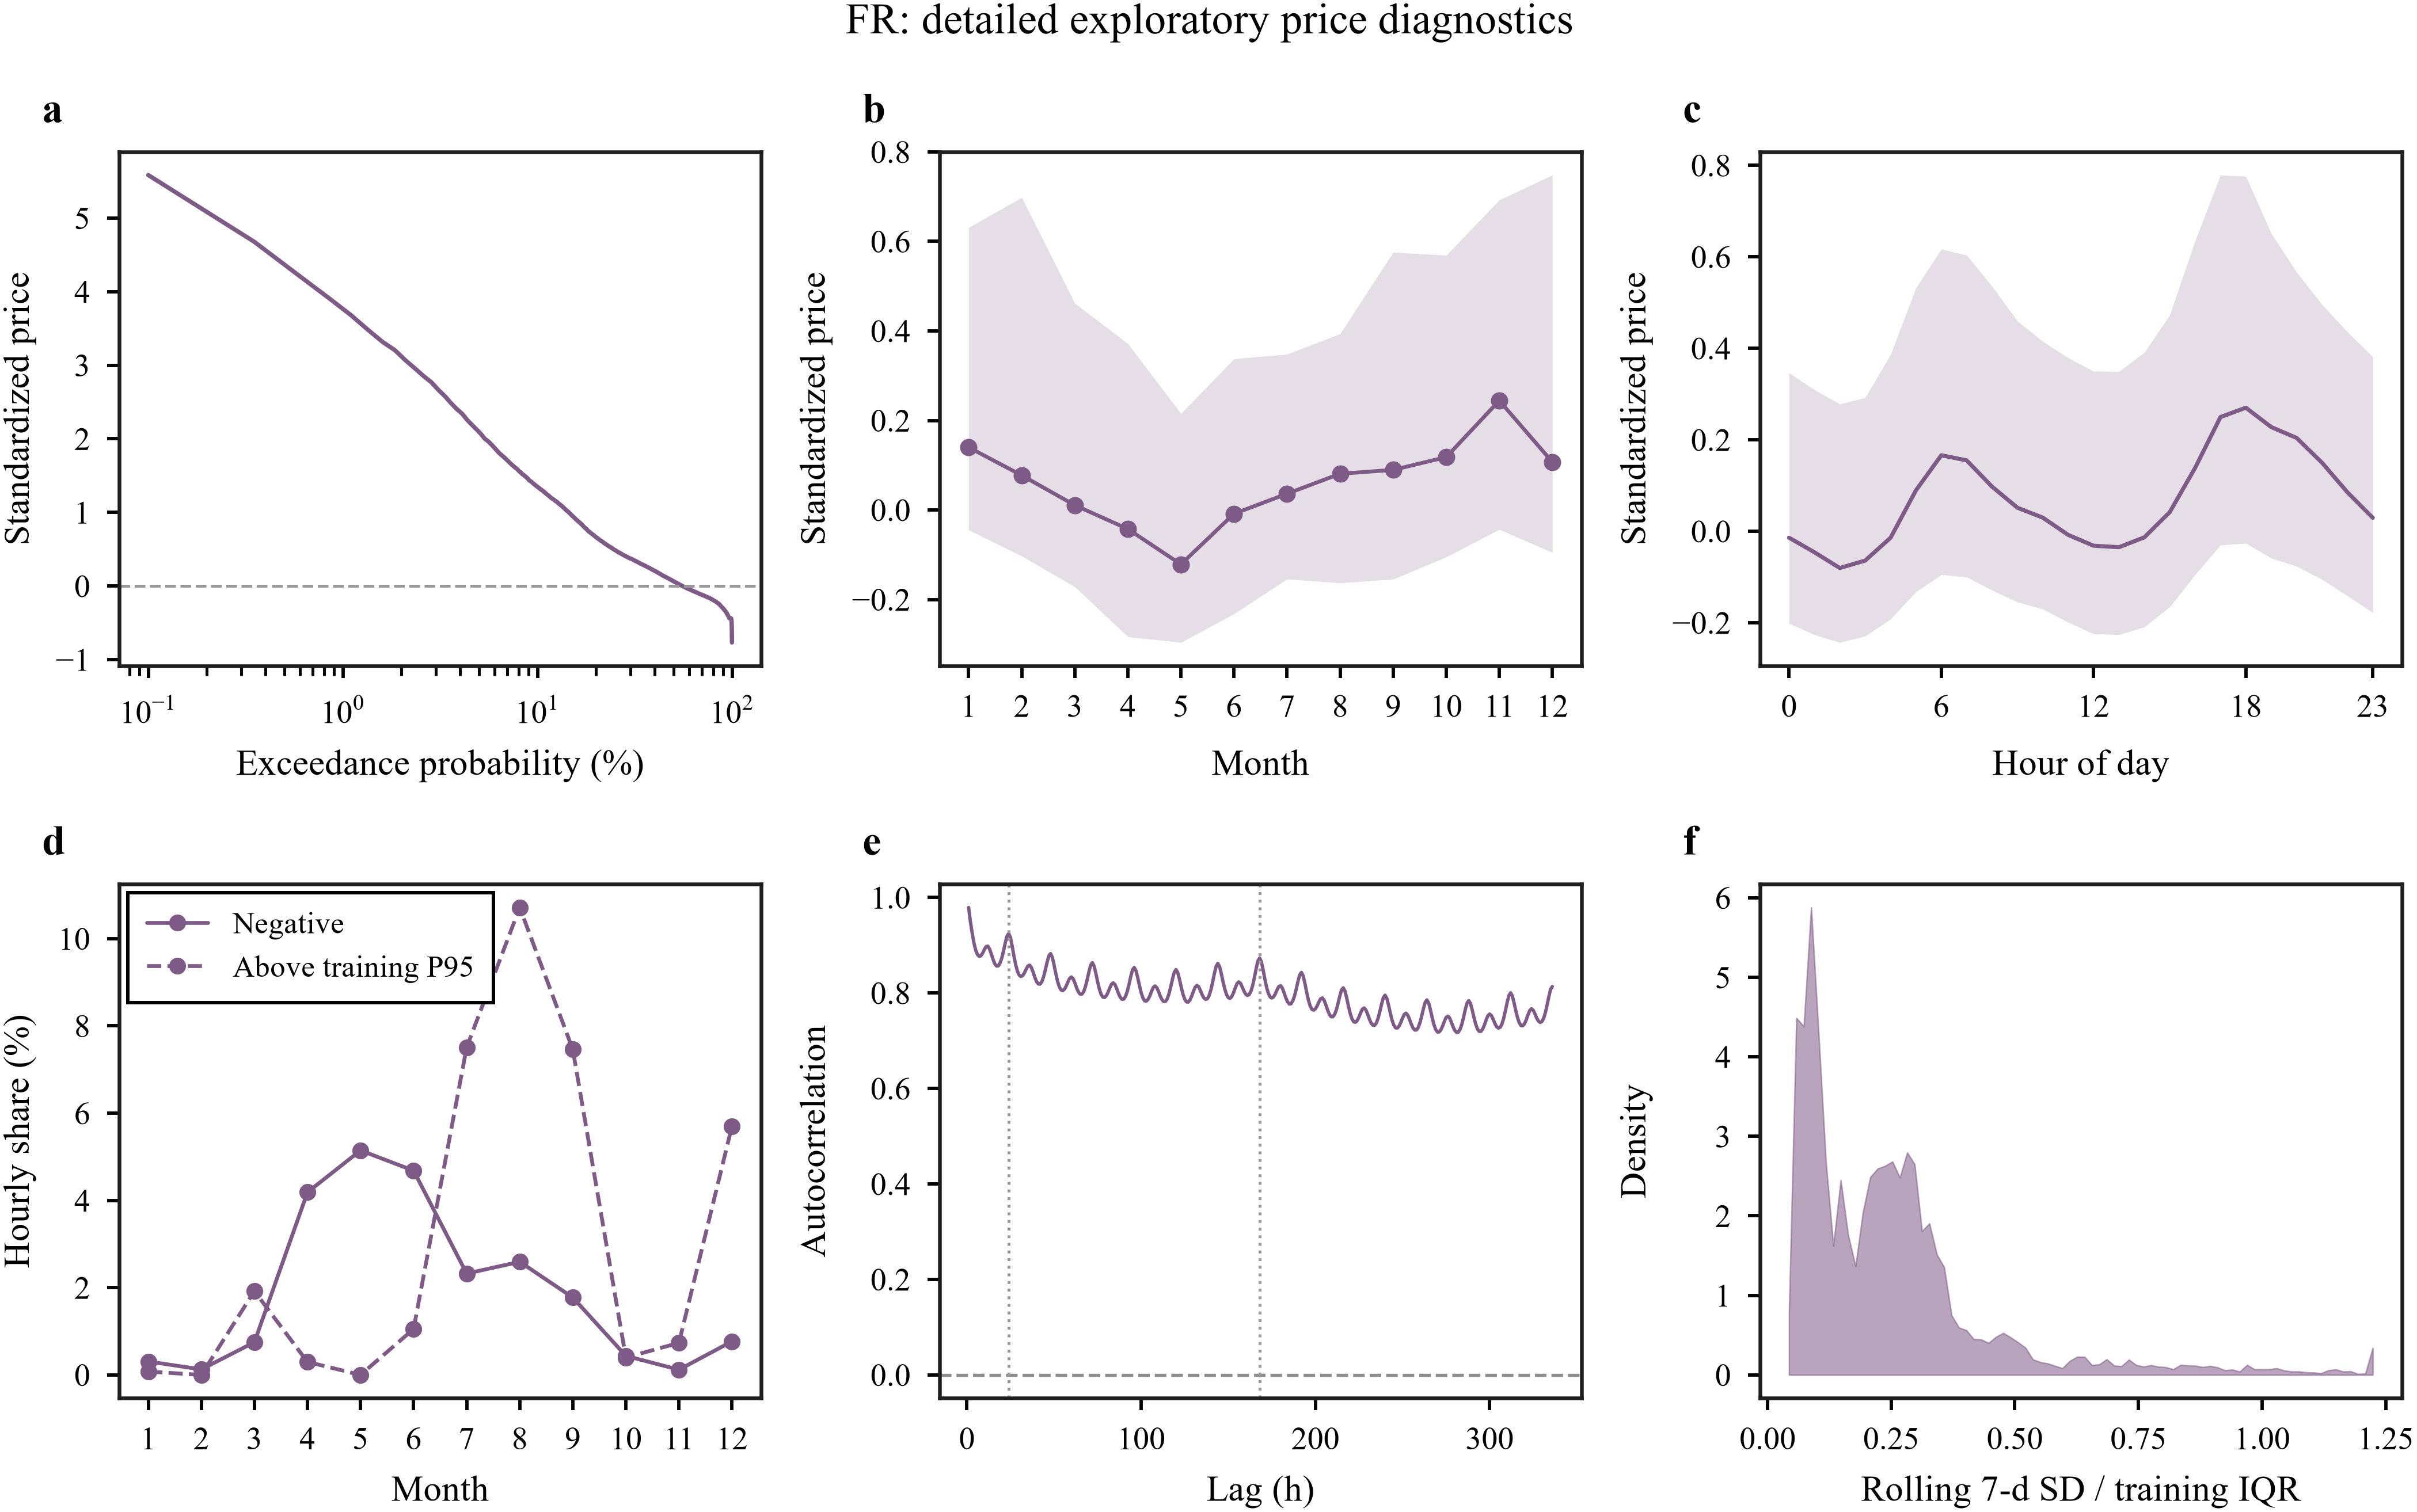 FR: detailed exploratory price diagnostics
a
Standardized price
5
4
3
2
1
0
−1
10⁻¹ 10⁰ 10¹ 10²
Exceedance probability (%)
b
Standardized price
0.8
0.6
0.4
0.2
0.0
−0.2
1 2 3 4 5 6 7 8 9 10 11 12
Month
c
Standardized price
0.8
0.6
0.4
0.2
0.0
−0.2
0 6 12 18 23
Hour of day
d
Negative
Above training P95
Hourly share (%)
10
8
6
4
2
0
1 2 3 4 5 6 7 8 9 10 11 12
Month
e
Autocorrelation
1.0
0.8
0.6
0.4
0.2
0.0
0 100 200 300
Lag (h)
f
Density
6
5
4
3
2
1
0
0.00 0.25 0.50 0.75 1.00 1.25
Rolling 7-d SD / training IQR